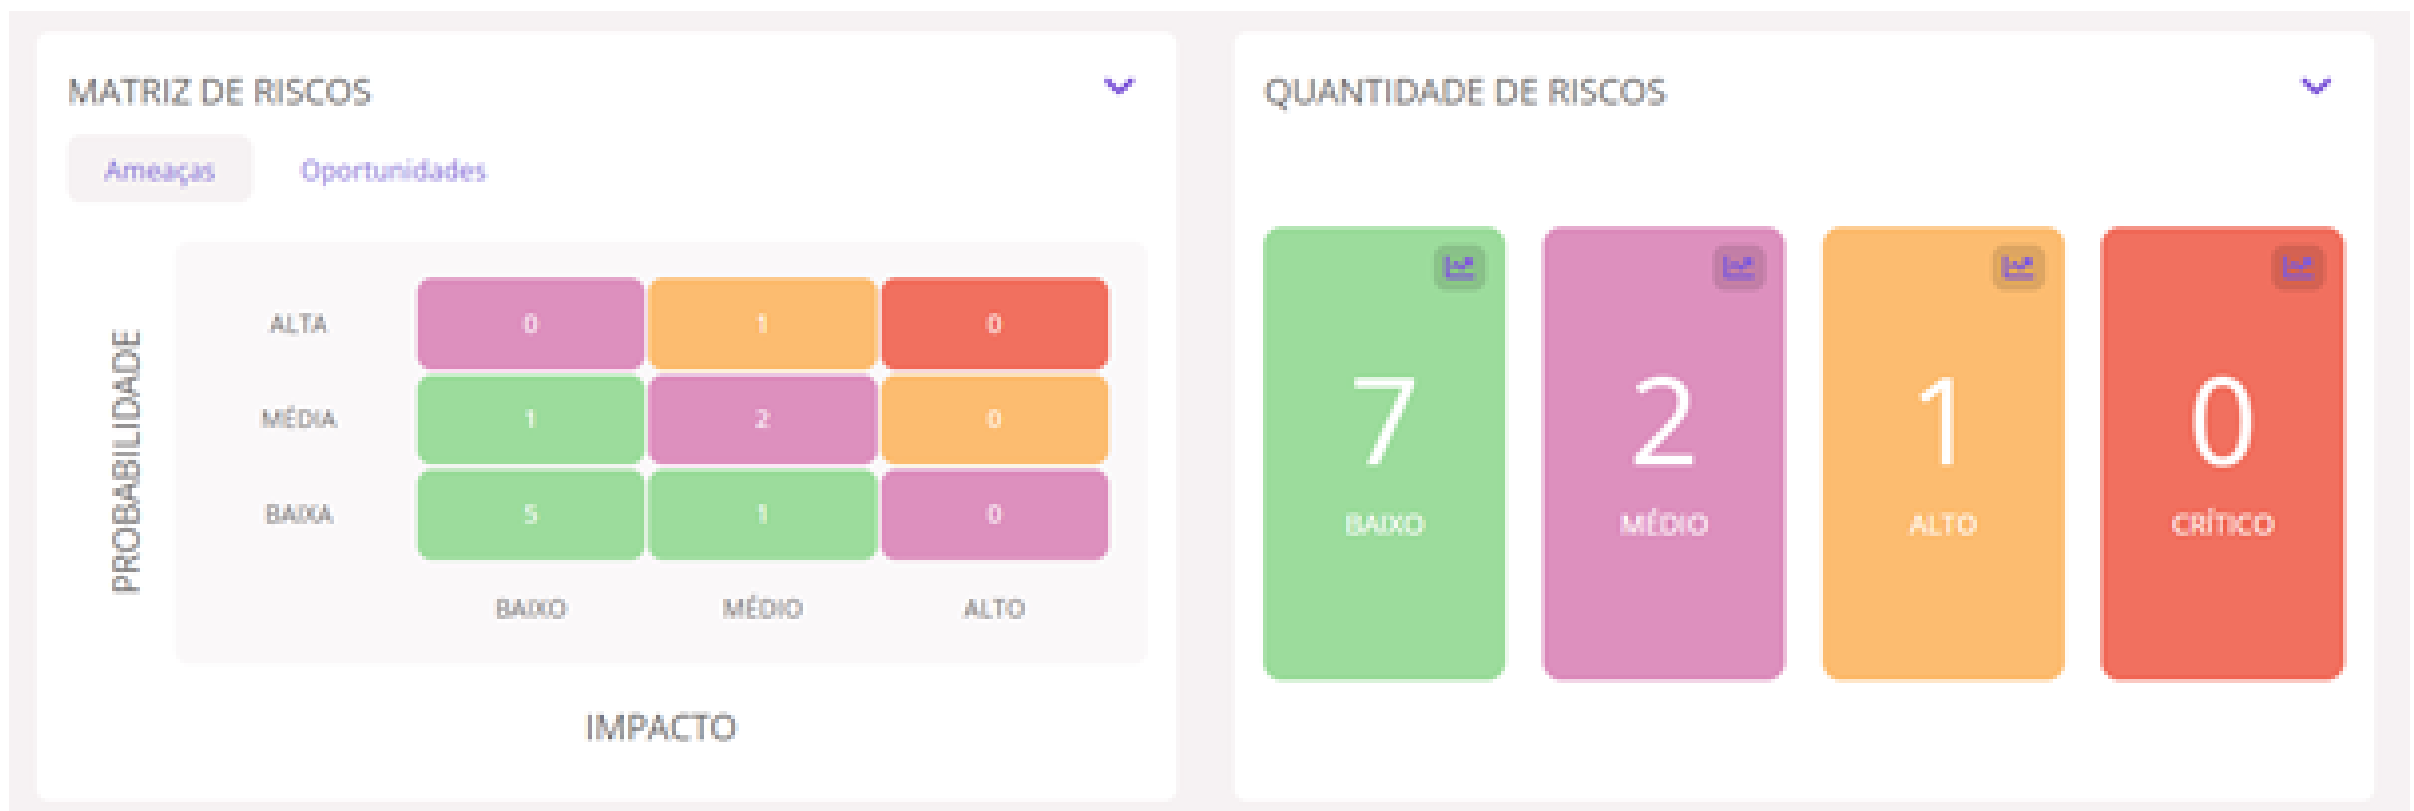 MATRIZ DE RISCOS
Ameaças Oportunidades
PROBABILIDADE
ALTA 0 1 0
MÉDIA 1 2 0
BAIXA 5 1 0
BAIXO MÉDIO ALTO
IMPACTO
QUANTIDADE DE RISCOS
7 2 1 0
BAIXO MÉDIO ALTO CRÍTICO